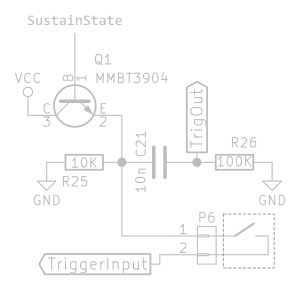 SustainState
Q1
VCC
MMBT3904
B
1
C
E
3
2
TrigOut
C21
10n
R26
10K
100K
R25
GND
GND
P6
1
2
TriggerInput